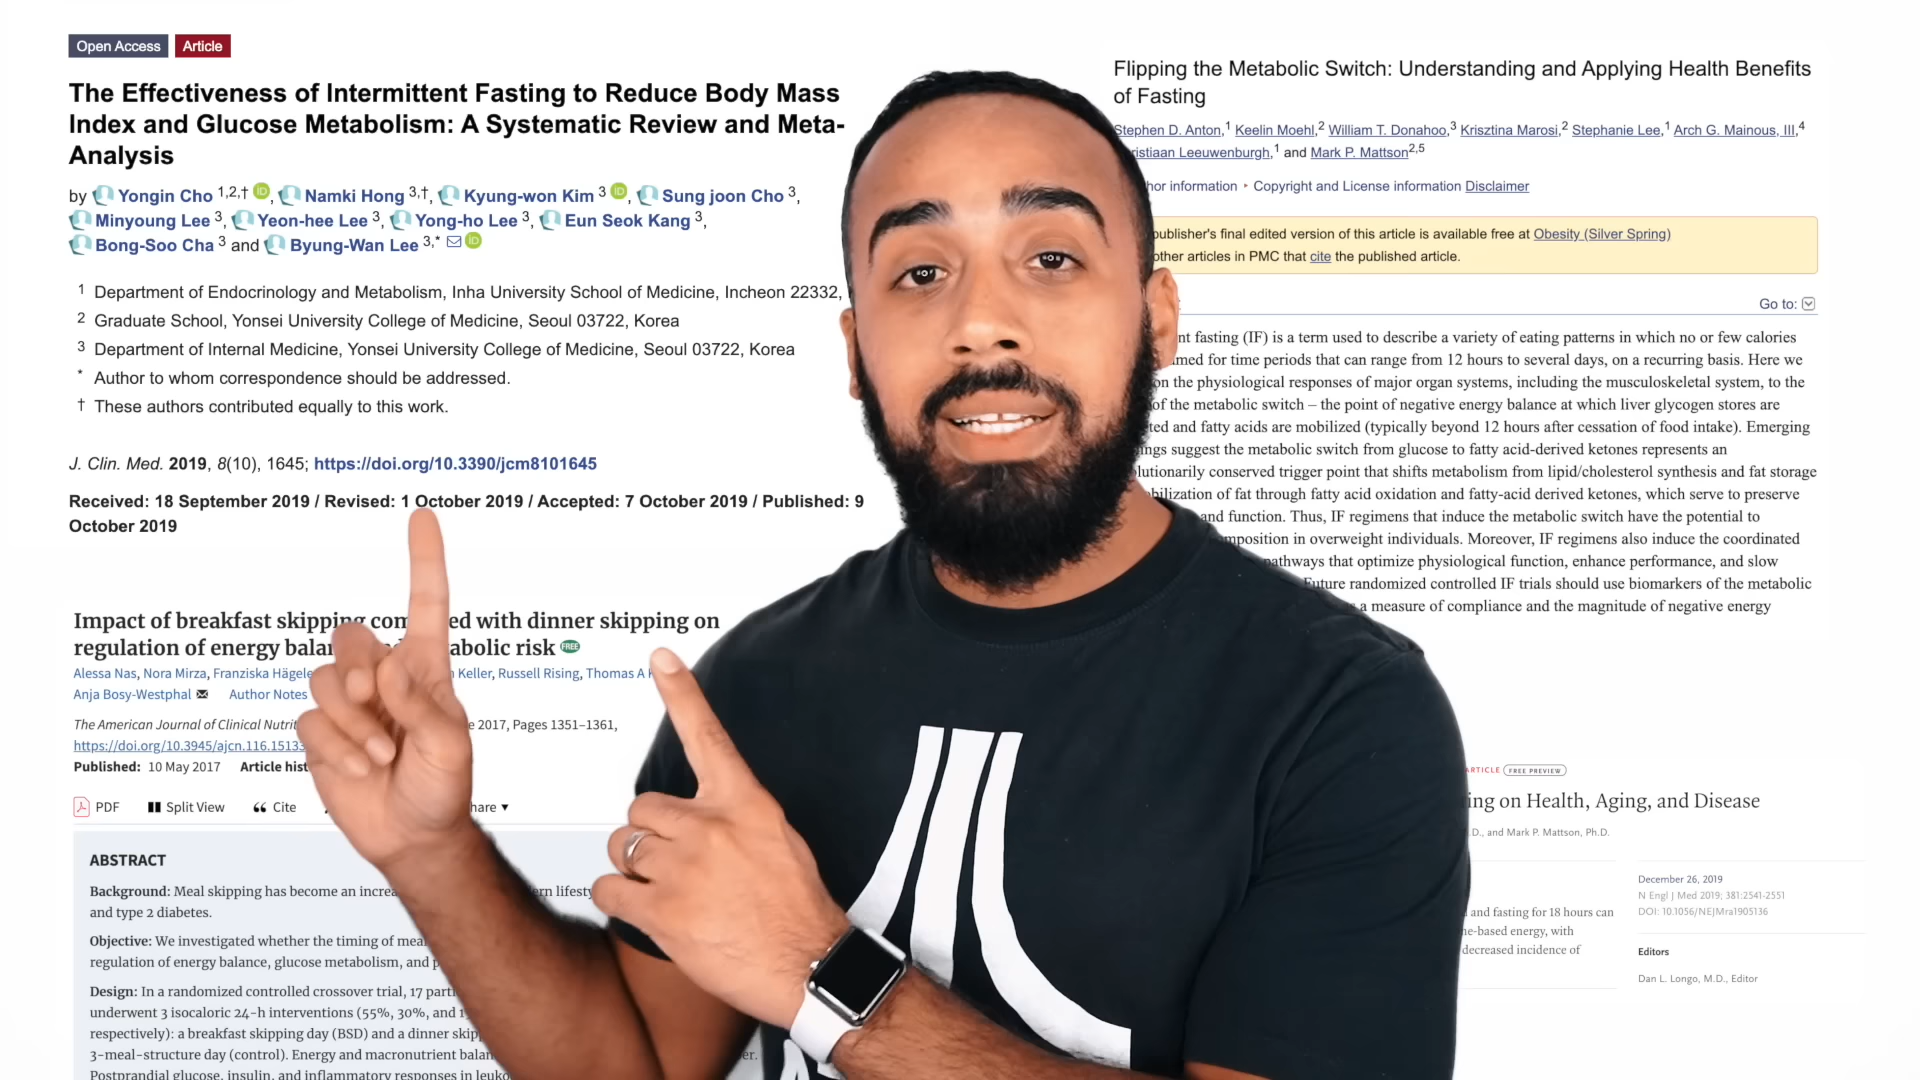 Open Access Article
The Effectiveness of Intermittent Fasting to Reduce Body Mass
Index and Glucose Metabolism: A Systematic Review and Meta-
Analysis
by Yongin Cho 1,2,† iD, Namki Hong 3,†, Kyung-won Kim 3 iD, Sung joon Cho 3,
Minyoung Lee 3, Yeon-hee Lee 3, Yong-ho Lee 3, Eun Seok Kang 3,
Bong-Soo Cha 3 and Byung-Wan Lee 3,* iD
1 Department of Endocrinology and Metabolism, Inha University School of Medicine, Incheon 22332,
2 Graduate School, Yonsei University College of Medicine, Seoul 03722, Korea
3 Department of Internal Medicine, Yonsei University College of Medicine, Seoul 03722, Korea
* Author to whom correspondence should be addressed.
† These authors contributed equally to this work.
J. Clin. Med. 2019, 8(10), 1645; https://doi.org/10.3390/jcm8101645
Received: 18 September 2019 / Revised: 1 October 2019 / Accepted: 7 October 2019 / Published: 9
October 2019
Impact of breakfast skipping com ed with dinner skipping on
regulation of energy balan abolic risk FREE
Alessa Nas, Nora Mirza, Franziska Hägele Keller, Russell Rising, Thomas A
Anja Bosy-Westphal Author Notes
The American Journal of Clinical Nutrit e 2017, Pages 1351–1361,
https://doi.org/10.3945/ajcn.116.15133
Published: 10 May 2017 Article hist
PDF Split View Cite hare
ABSTRACT
Background: Meal skipping has become an increa ern lifesty
and type 2 diabetes.
Objective: We investigated whether the timing of mea
regulation of energy balance, glucose metabolism, and p
Design: In a randomized controlled crossover trial, 17 parti
underwent 3 isocaloric 24-h interventions (55%, 30%, and 1
respectively): a breakfast skipping day (BSD) and a dinner skip
3-meal-structure day (control). Energy and macronutrient balan er.
Postprandial glucose, insulin, and inflammatory responses in leuko
Flipping the Metabolic Switch: Understanding and Applying Health Benefits
of Fasting
Stephen D. Anton,1 Keelin Moehl,2 William T. Donahoo,3 Krisztina Marosi,2 Stephanie Lee,1 Arch G. Mainous, III,4
ristiaan Leeuwenburgh,1 and Mark P. Mattson2,5
hor information Copyright and License information Disclaimer
publisher's final edited version of this article is available free at Obesity (Silver Spring)
other articles in PMC that cite the published article.
Go to:
nt fasting (IF) is a term used to describe a variety of eating patterns in which no or few calories
med for time periods that can range from 12 hours to several days, on a recurring basis. Here we
on the physiological responses of major organ systems, including the musculoskeletal system, to the
of the metabolic switch – the point of negative energy balance at which liver glycogen stores are
ted and fatty acids are mobilized (typically beyond 12 hours after cessation of food intake). Emerging
ngs suggest the metabolic switch from glucose to fatty acid-derived ketones represents an
lutionarily conserved trigger point that shifts metabolism from lipid/cholesterol synthesis and fat storage
bilization of fat through fatty acid oxidation and fatty-acid derived ketones, which serve to preserve
and function. Thus, IF regimens that induce the metabolic switch have the potential to
mposition in overweight individuals. Moreover, IF regimens also induce the coordinated
pathways that optimize physiological function, enhance performance, and slow
Future randomized controlled IF trials should use biomarkers of the metabolic
a measure of compliance and the magnitude of negative energy
ARTICLE FREE PREVIEW
ing on Health, Aging, and Disease
D., and Mark P. Mattson, Ph.D.
December 26, 2019
N Engl J Med 2019; 381:2541-2551
DOI: 10.1056/NEJMra1905136
and fasting for 18 hours can
ne-based energy, with
decreased incidence of
Editors
Dan L. Longo, M.D., Editor